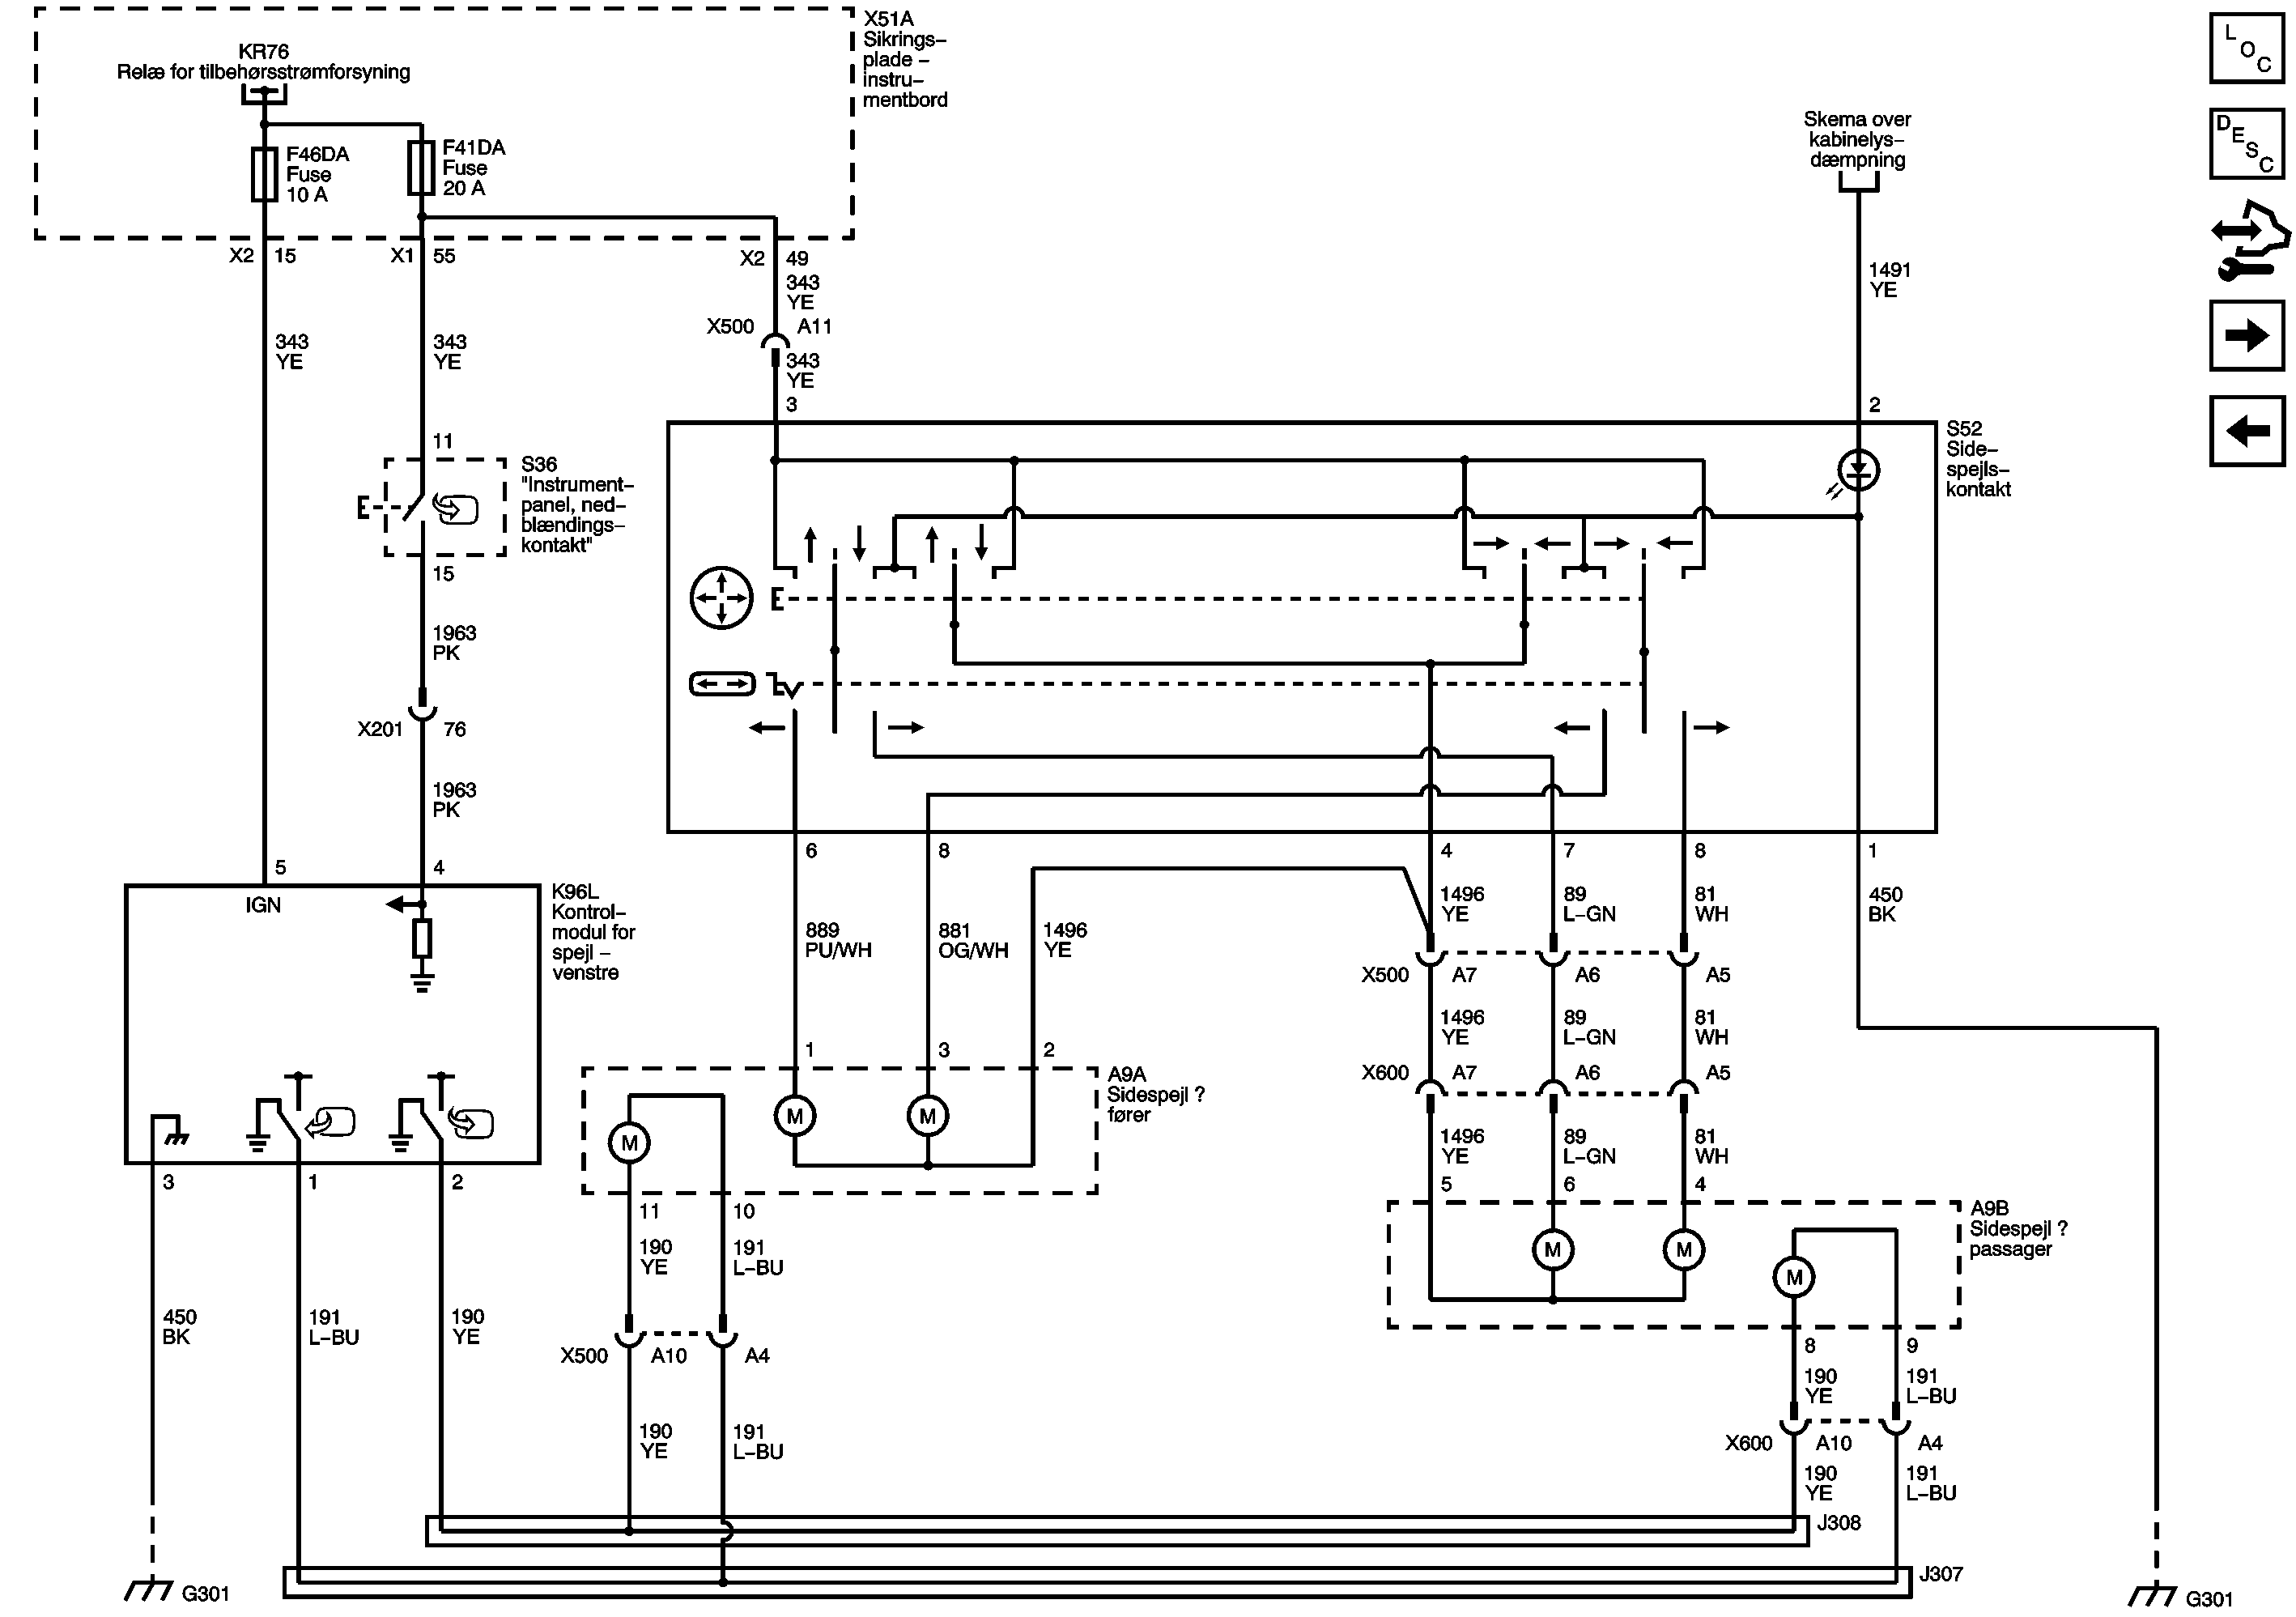 X51A
Sikrings–
plade –
instru–
mentbord
KR76
Relæ for tilbehørsstrømforsyning
F46DA
Fuse
10 A
F41DA
Fuse
20 A
X2 15
X1 55
X2 49
343
YE
X500 A11
343
YE
3
343
YE
343
YE
Skema over
kabinelys–
dæmpning
1491
YE
2
L
O
C
D
E
S
C
11
S36
"Instrument–
panel, ned–
blændings–
kontakt"
15
1963
PK
X201 76
1963
PK
S52
Side–
spejls–
kontakt
5
4
IGN
K96L
Kontrol–
modul for
spejl –
venstre
6
8
4
7
8
1
889
PU/WH
881
OG/WH
1496
YE
1496
YE
89
L–GN
81
WH
450
BK
X500 A7 A6 A5
1496
YE
89
L–GN
81
WH
X600 A7 A6 A5
1496
YE
89
L–GN
81
WH
1
3
2
A9A
Sidespejl ?
fører
M
M
M
5
6
4
A9B
Sidespejl ?
passager
M
M
M
3
1
2
11
10
190
YE
191
L–BU
450
BK
191
L–BU
190
YE
X500 A10 A4
190
YE
191
L–BU
8
9
190
YE
191
L–BU
X600 A10 A4
190
YE
191
L–BU
J308
J307
G301
G301